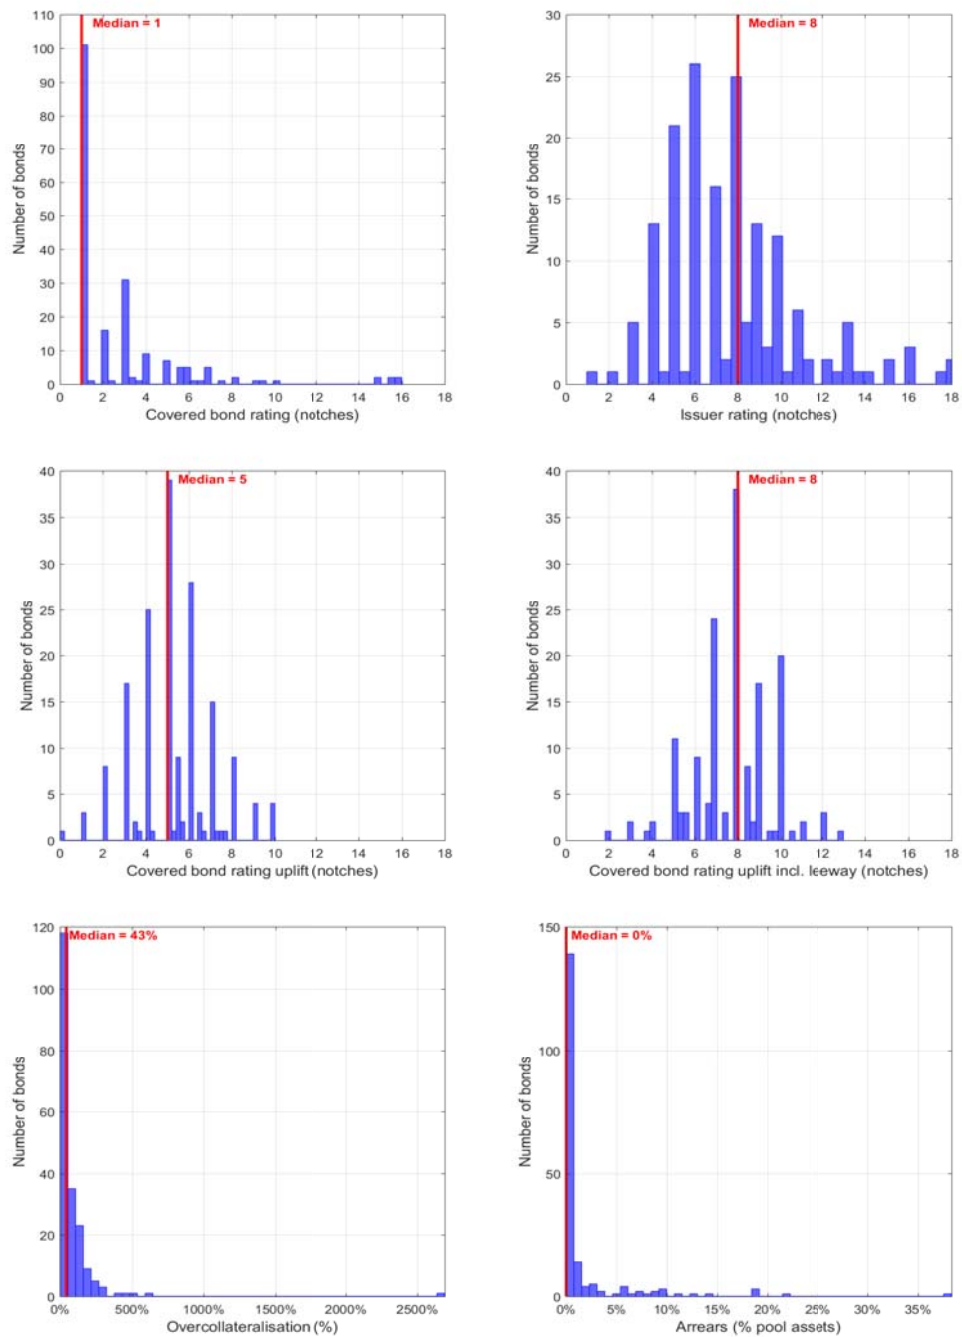 Median = 1
110
100
90
80
70
60
50
40
30
20
10
0
Number of bonds
0 2 4 6 8 10 12 14 16 18
Covered bond rating (notches)
Median = 8
30
25
20
15
10
5
0
Number of bonds
0 2 4 6 8 10 12 14 16 18
Issuer rating (notches)
Median = 5
40
35
30
25
20
15
10
5
0
Number of bonds
0 2 4 6 8 10 12 14 16 18
Covered bond rating uplift (notches)
Median = 8
40
35
30
25
20
15
10
5
0
Number of bonds
0 2 4 6 8 10 12 14 16 18
Covered bond rating uplift incl. leeway (notches)
Median = 43%
120
100
80
60
40
20
0
Number of bonds
0% 500% 1000% 1500% 2000% 2500%
Overcollateralisation (%)
Median = 0%
150
100
50
0
Number of bonds
0% 5% 10% 15% 20% 25% 30% 35%
Arrears (% pool assets)